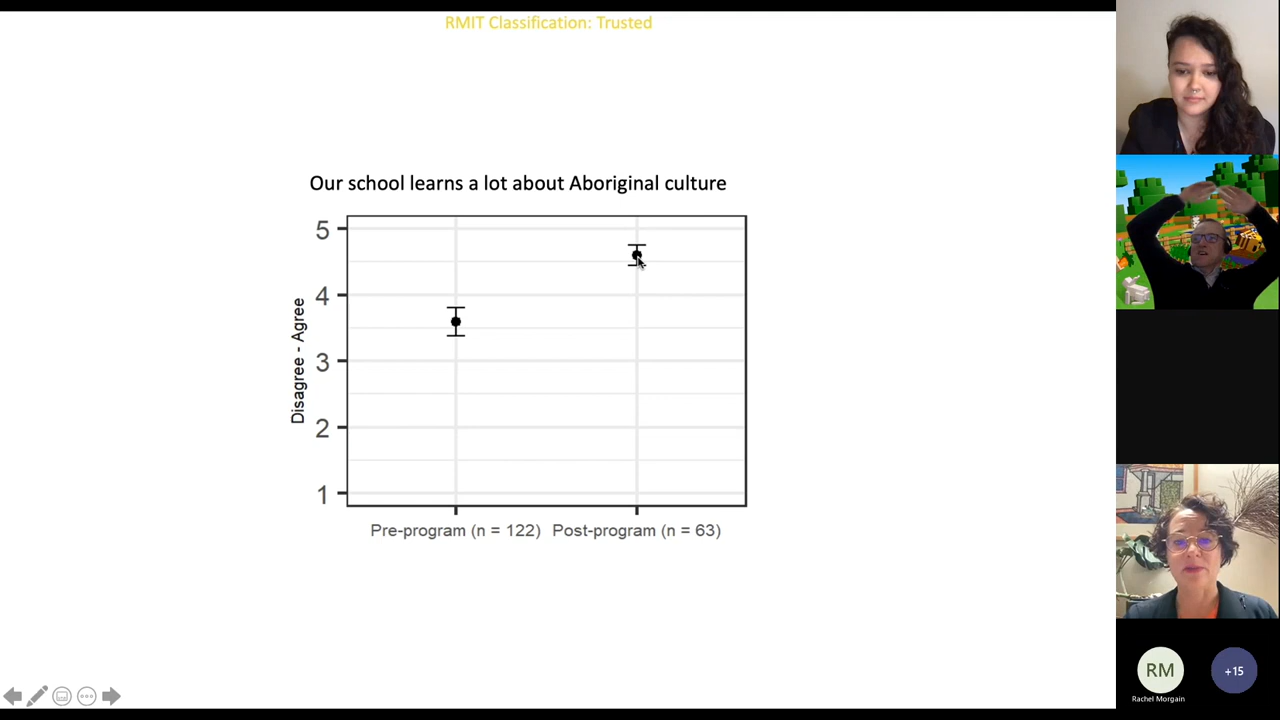 RMIT Classification: Trusted
Our school learns a lot about Aboriginal culture
5
4
3
2
1
Disagree - Agree
Pre-program (n = 122) Post-program (n = 63)
RM
+15
Rachel Morgain